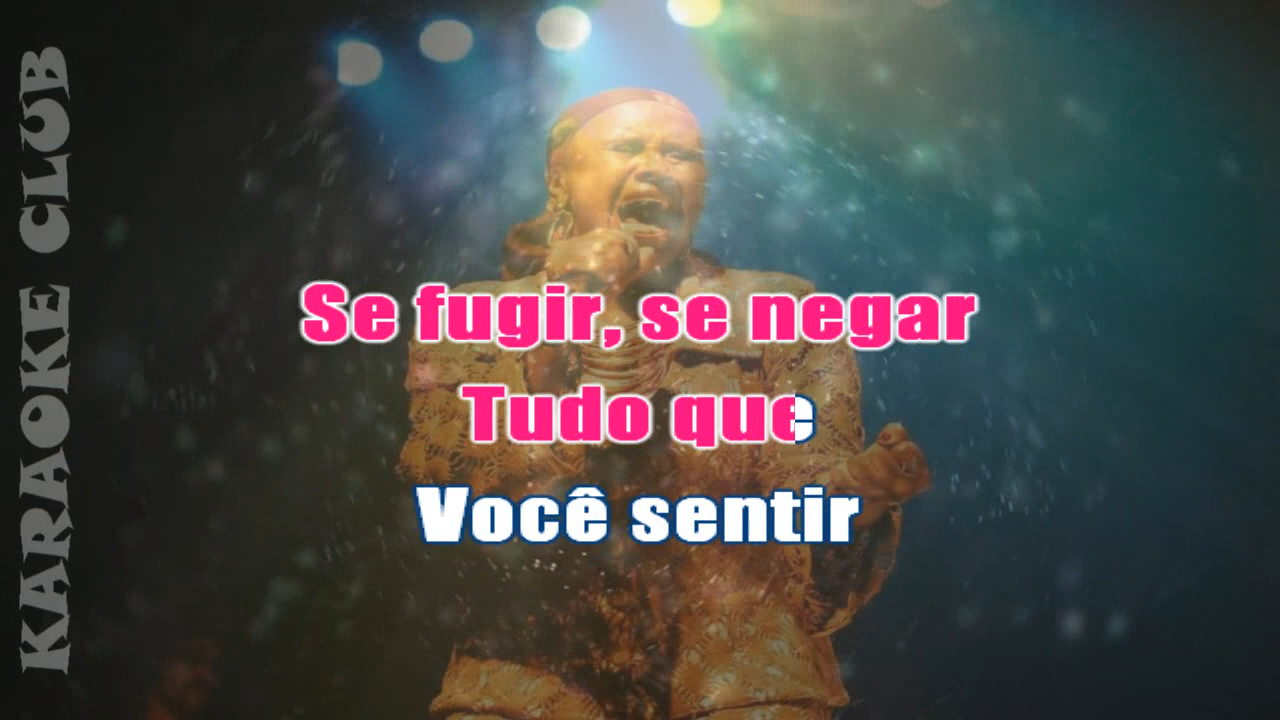 KARAOKE CLUB
Se fugir, se negar
Tudo que
Você sentir